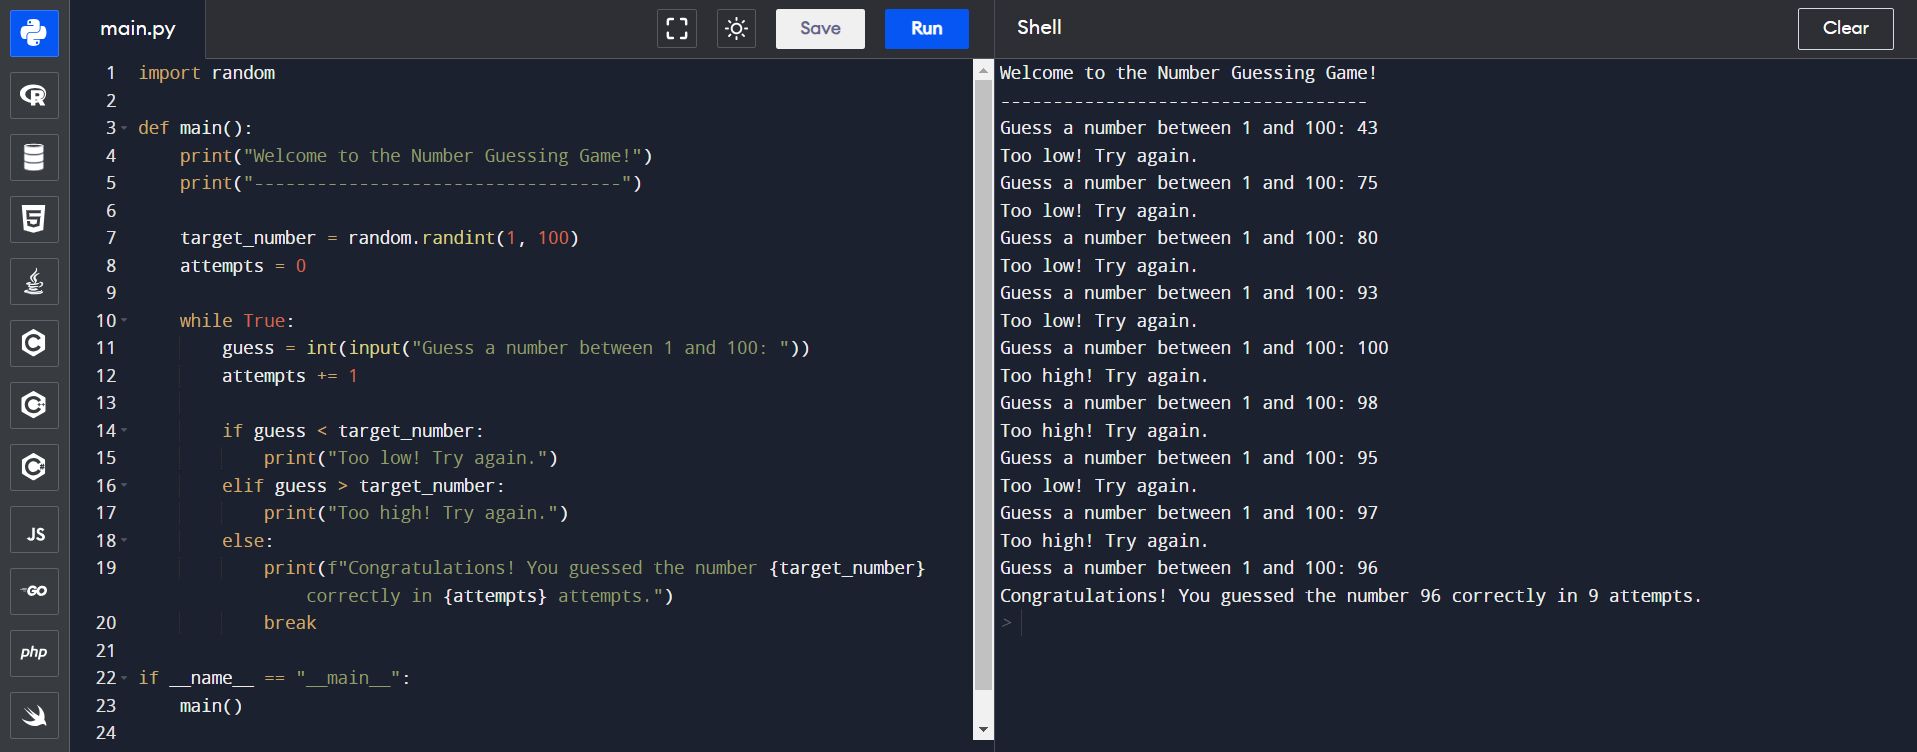 main.py
Save
Run
Shell
Clear
R
5
C
C++
C#
JS
GO
php
1 import random
2
3 def main():
4     print("Welcome to the Number Guessing Game!")
5     print("-----------------------------------")
6
7     target_number = random.randint(1, 100)
8     attempts = 0
9
10     while True:
11         guess = int(input("Guess a number between 1 and 100: "))
12         attempts += 1
13
14         if guess < target_number:
15             print("Too low! Try again.")
16         elif guess > target_number:
17             print("Too high! Try again.")
18         else:
19             print(f"Congratulations! You guessed the number {target_number}
correctly in {attempts} attempts.")
20             break
21
22 if __name__ == "__main__":
23     main()
24
Welcome to the Number Guessing Game!
-----------------------------------
Guess a number between 1 and 100: 43
Too low! Try again.
Guess a number between 1 and 100: 75
Too low! Try again.
Guess a number between 1 and 100: 80
Too low! Try again.
Guess a number between 1 and 100: 93
Too low! Try again.
Guess a number between 1 and 100: 100
Too high! Try again.
Guess a number between 1 and 100: 98
Too high! Try again.
Guess a number between 1 and 100: 95
Too low! Try again.
Guess a number between 1 and 100: 97
Too high! Try again.
Guess a number between 1 and 100: 96
Congratulations! You guessed the number 96 correctly in 9 attempts.
>